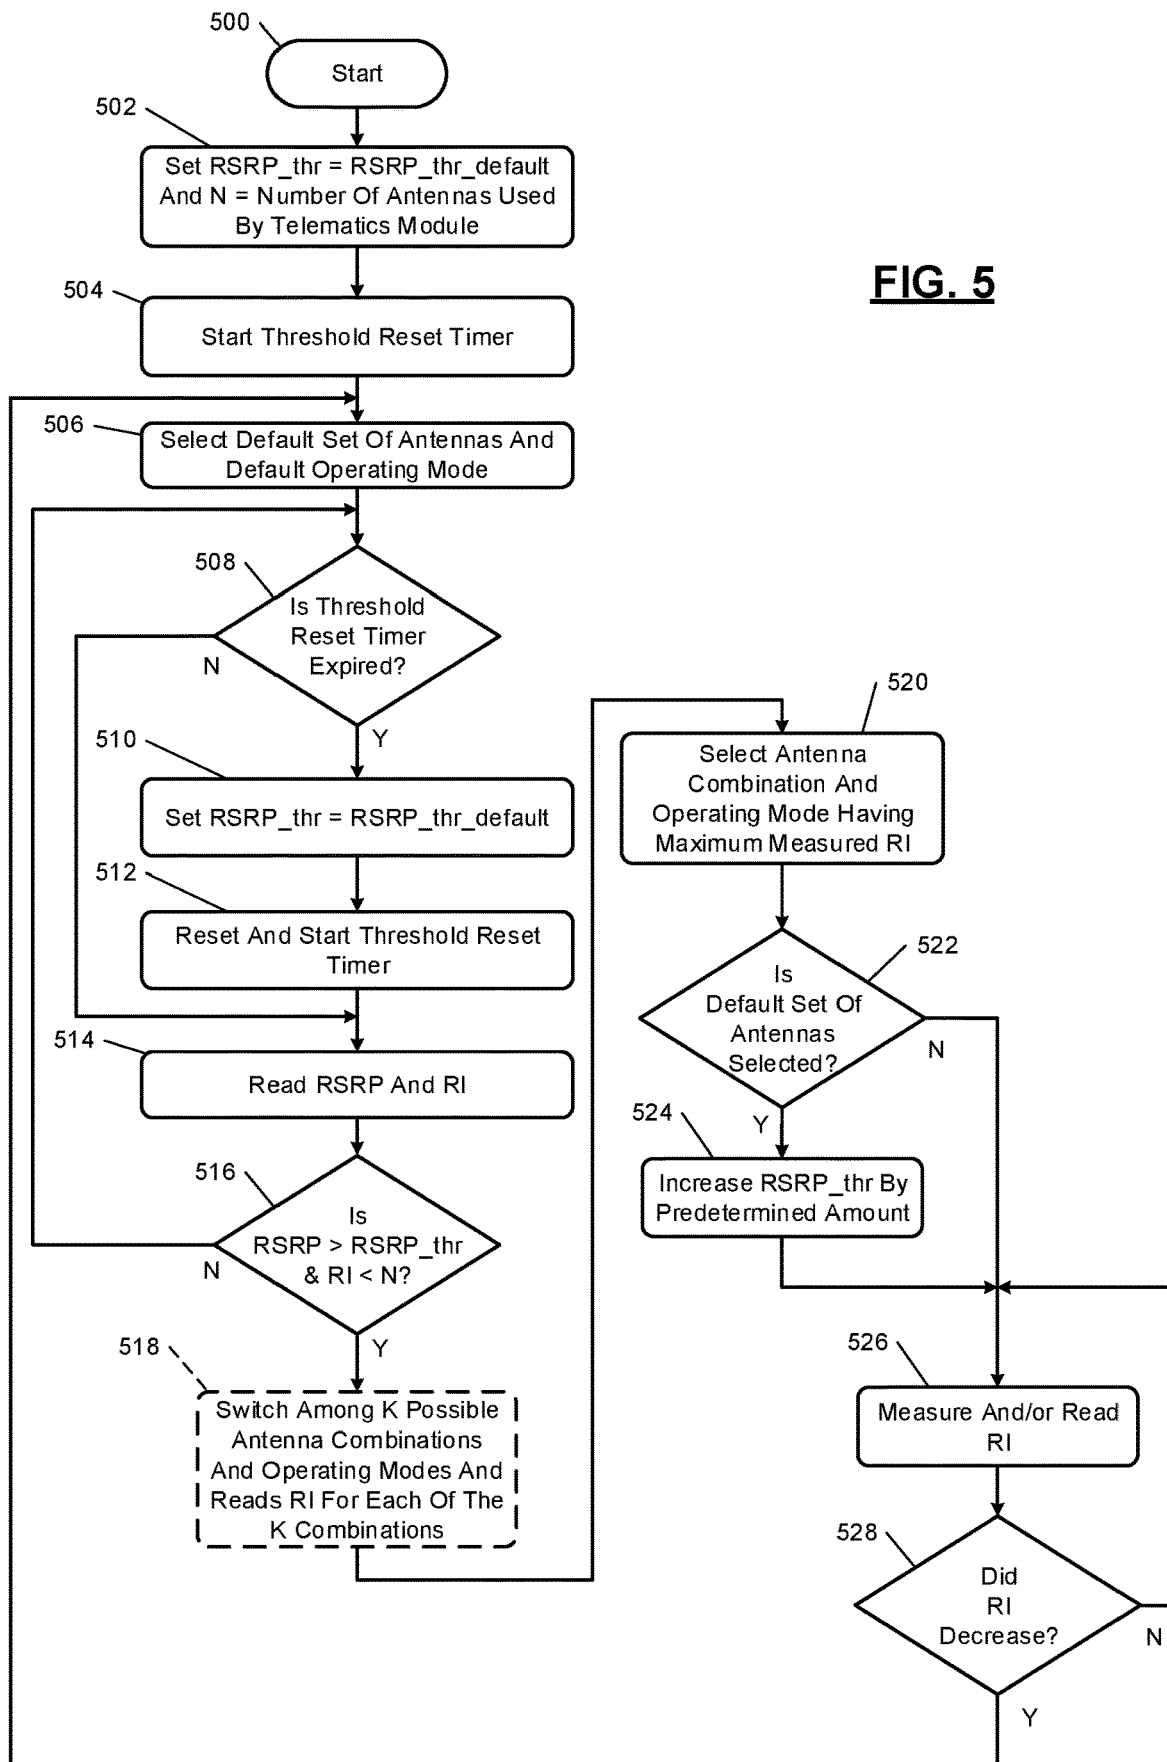 500
Start
502
Set RSRP_thr = RSRP_thr_default
And N = Number Of Antennas Used
By Telematics Module
FIG. 5
504
Start Threshold Reset Timer
506
Select Default Set Of Antennas And
Default Operating Mode
508
Is Threshold
Reset Timer
Expired?
N
Y
510
Set RSRP_thr = RSRP_thr_default
512
Reset And Start Threshold Reset
Timer
514
Read RSRP And RI
516
Is
RSRP > RSRP_thr
& RI < N?
N
Y
518
Switch Among K Possible
Antenna Combinations
And Operating Modes And
Reads RI For Each Of The
K Combinations
520
Select Antenna
Combination And
Operating Mode Having
Maximum Measured RI
522
Is
Default Set Of
Antennas
Selected?
N
Y
524
Increase RSRP_thr By
Predetermined Amount
526
Measure And/or Read
RI
528
Did
RI
Decrease?
N
Y